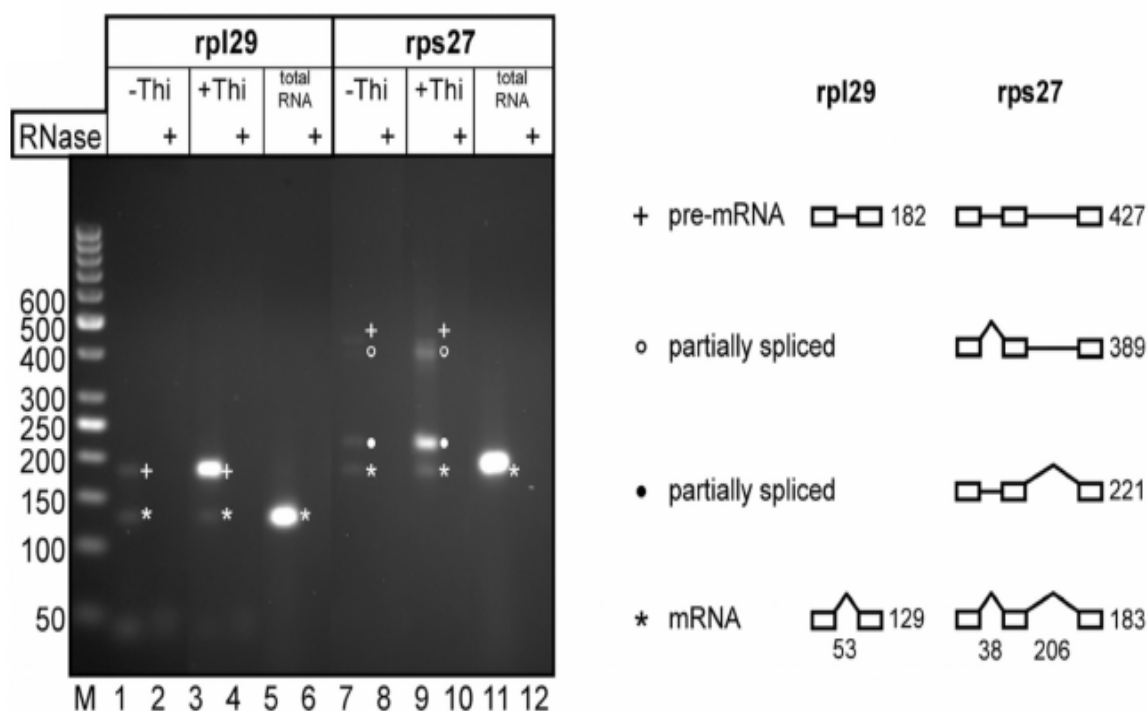 rpl29 rps27
-Thi +Thi total RNA -Thi +Thi total RNA
RNase + + + + + +
600
500
400
300
250
200
150
100
50
+ + + +
o o
• •
* * * * * *
M 1 2 3 4 5 6 7 8 9 10 11 12
rpl29 rps27
+ pre-mRNA 182 427
o partially spliced 389
• partially spliced 221
* mRNA 129 183
53 38 206